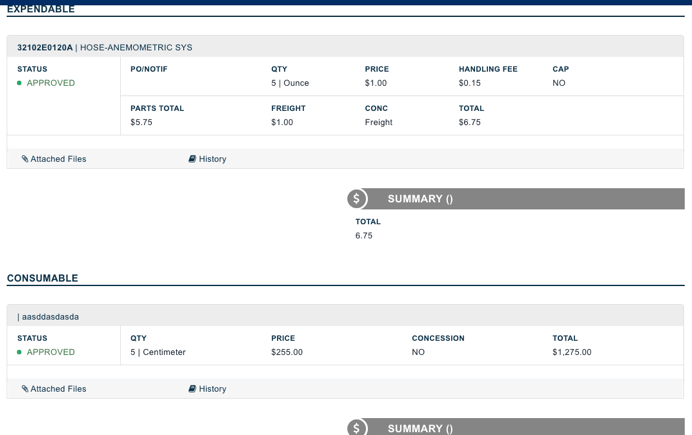 EXPENDABLE
32102E0120A | HOSE-ANEMOMETRIC SYS
STATUS PO/NOTIF QTY PRICE HANDLING FEE CAP
APPROVED 5 | Ounce $1.00 $0.15 NO
PARTS TOTAL FREIGHT CONC TOTAL
$5.75 $1.00 Freight $6.75
Attached Files History
$ SUMMARY ()
TOTAL
6.75
CONSUMABLE
| aasddasdasda
STATUS QTY PRICE CONCESSION TOTAL
APPROVED 5 | Centimeter $255.00 NO $1,275.00
Attached Files History
$ SUMMARY ()